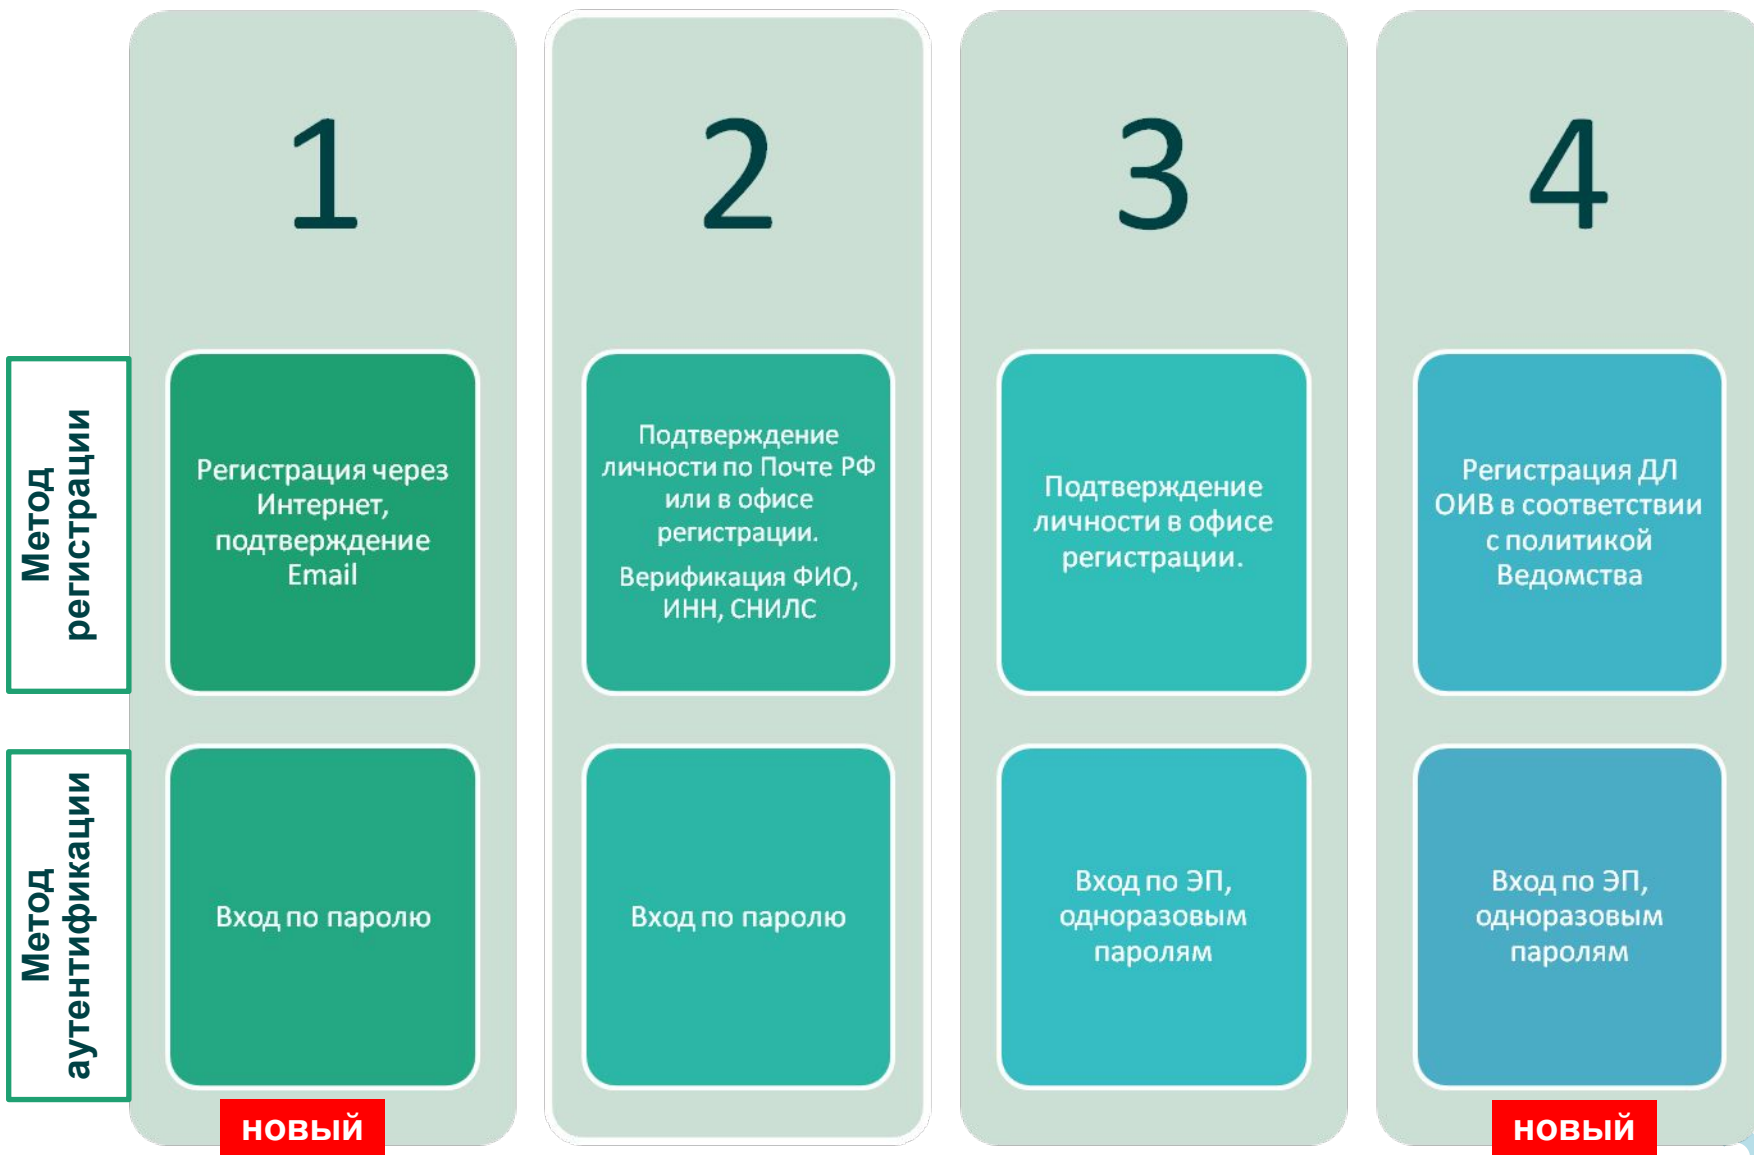 1
2
3
4
Метод
регистрации
Регистрация через
Интернет,
подтверждение
Email
Подтверждение
личности по Почте РФ
или в офисе
регистрации.
Верификация ФИО,
ИНН, СНИЛС
Подтверждение
личности в офисе
регистрации.
Регистрация ДЛ
ОИВ в соответствии
с политикой
Ведомства
Метод
аутентификации
Вход по паролю
Вход по паролю
Вход по ЭП,
одноразовым
паролям
Вход по ЭП,
одноразовым
паролям
новый
новый